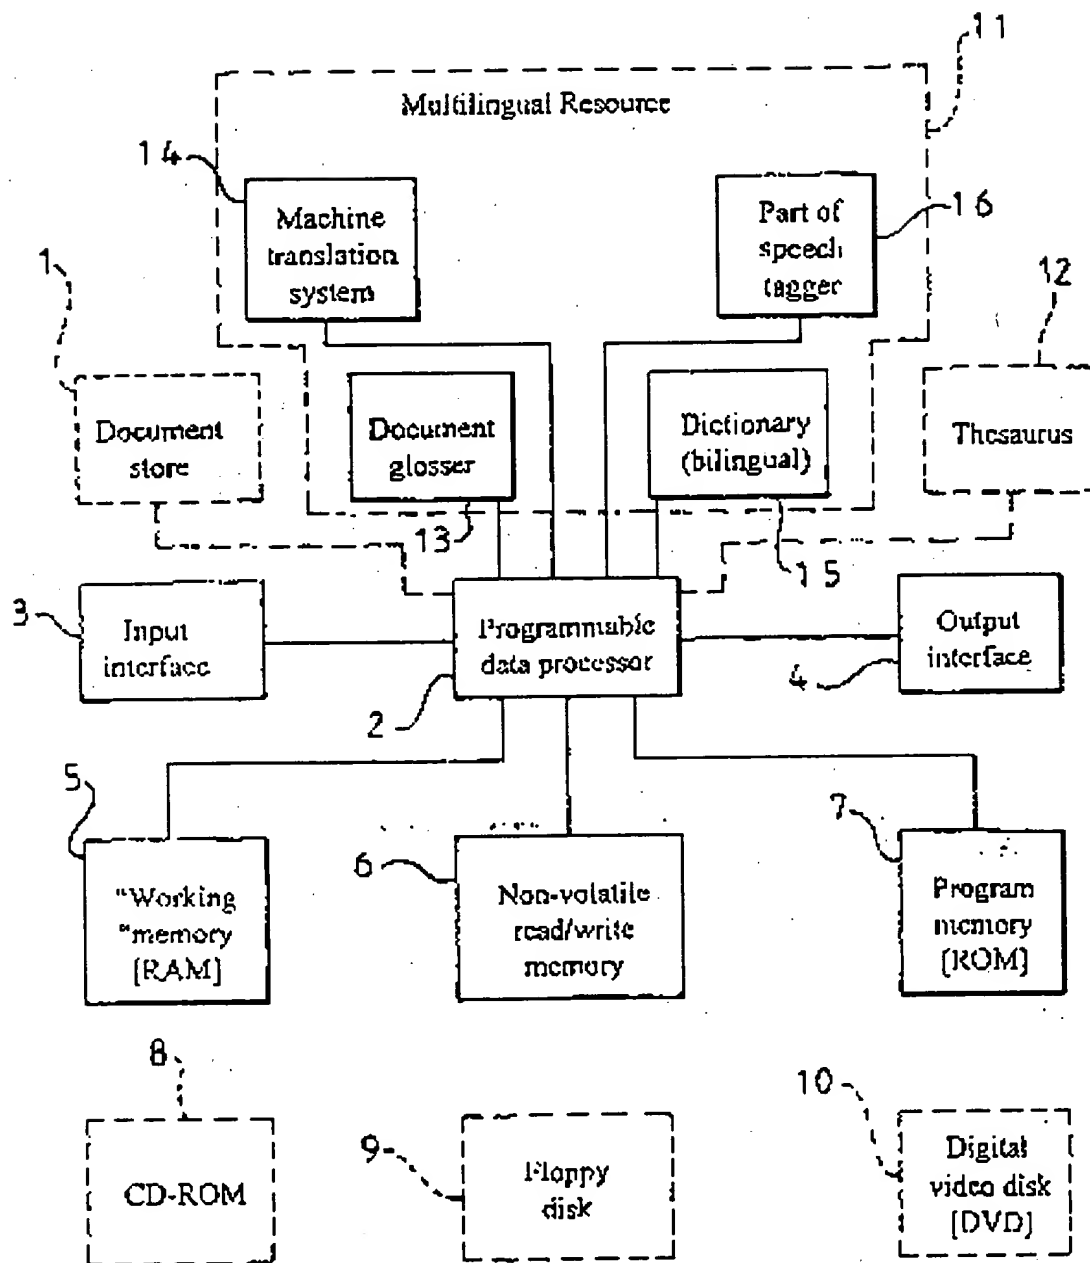 11
Multilingual Resource
14
Machine
translation
system
Part of
speech
tagger
16
1
12
Document
store
Document
glosser
Dictionary
(bilingual)
Thesaurus
13
15
3
Input
interface
Programmable
data processor
Output
interface
2
4
5
6
7
"Working
"memory
[RAM]
Non-volatile
read/write
memory
Program
memory
[ROM]
8
9
10
CD-ROM
Floppy
disk
Digital
video disk
[DVD]